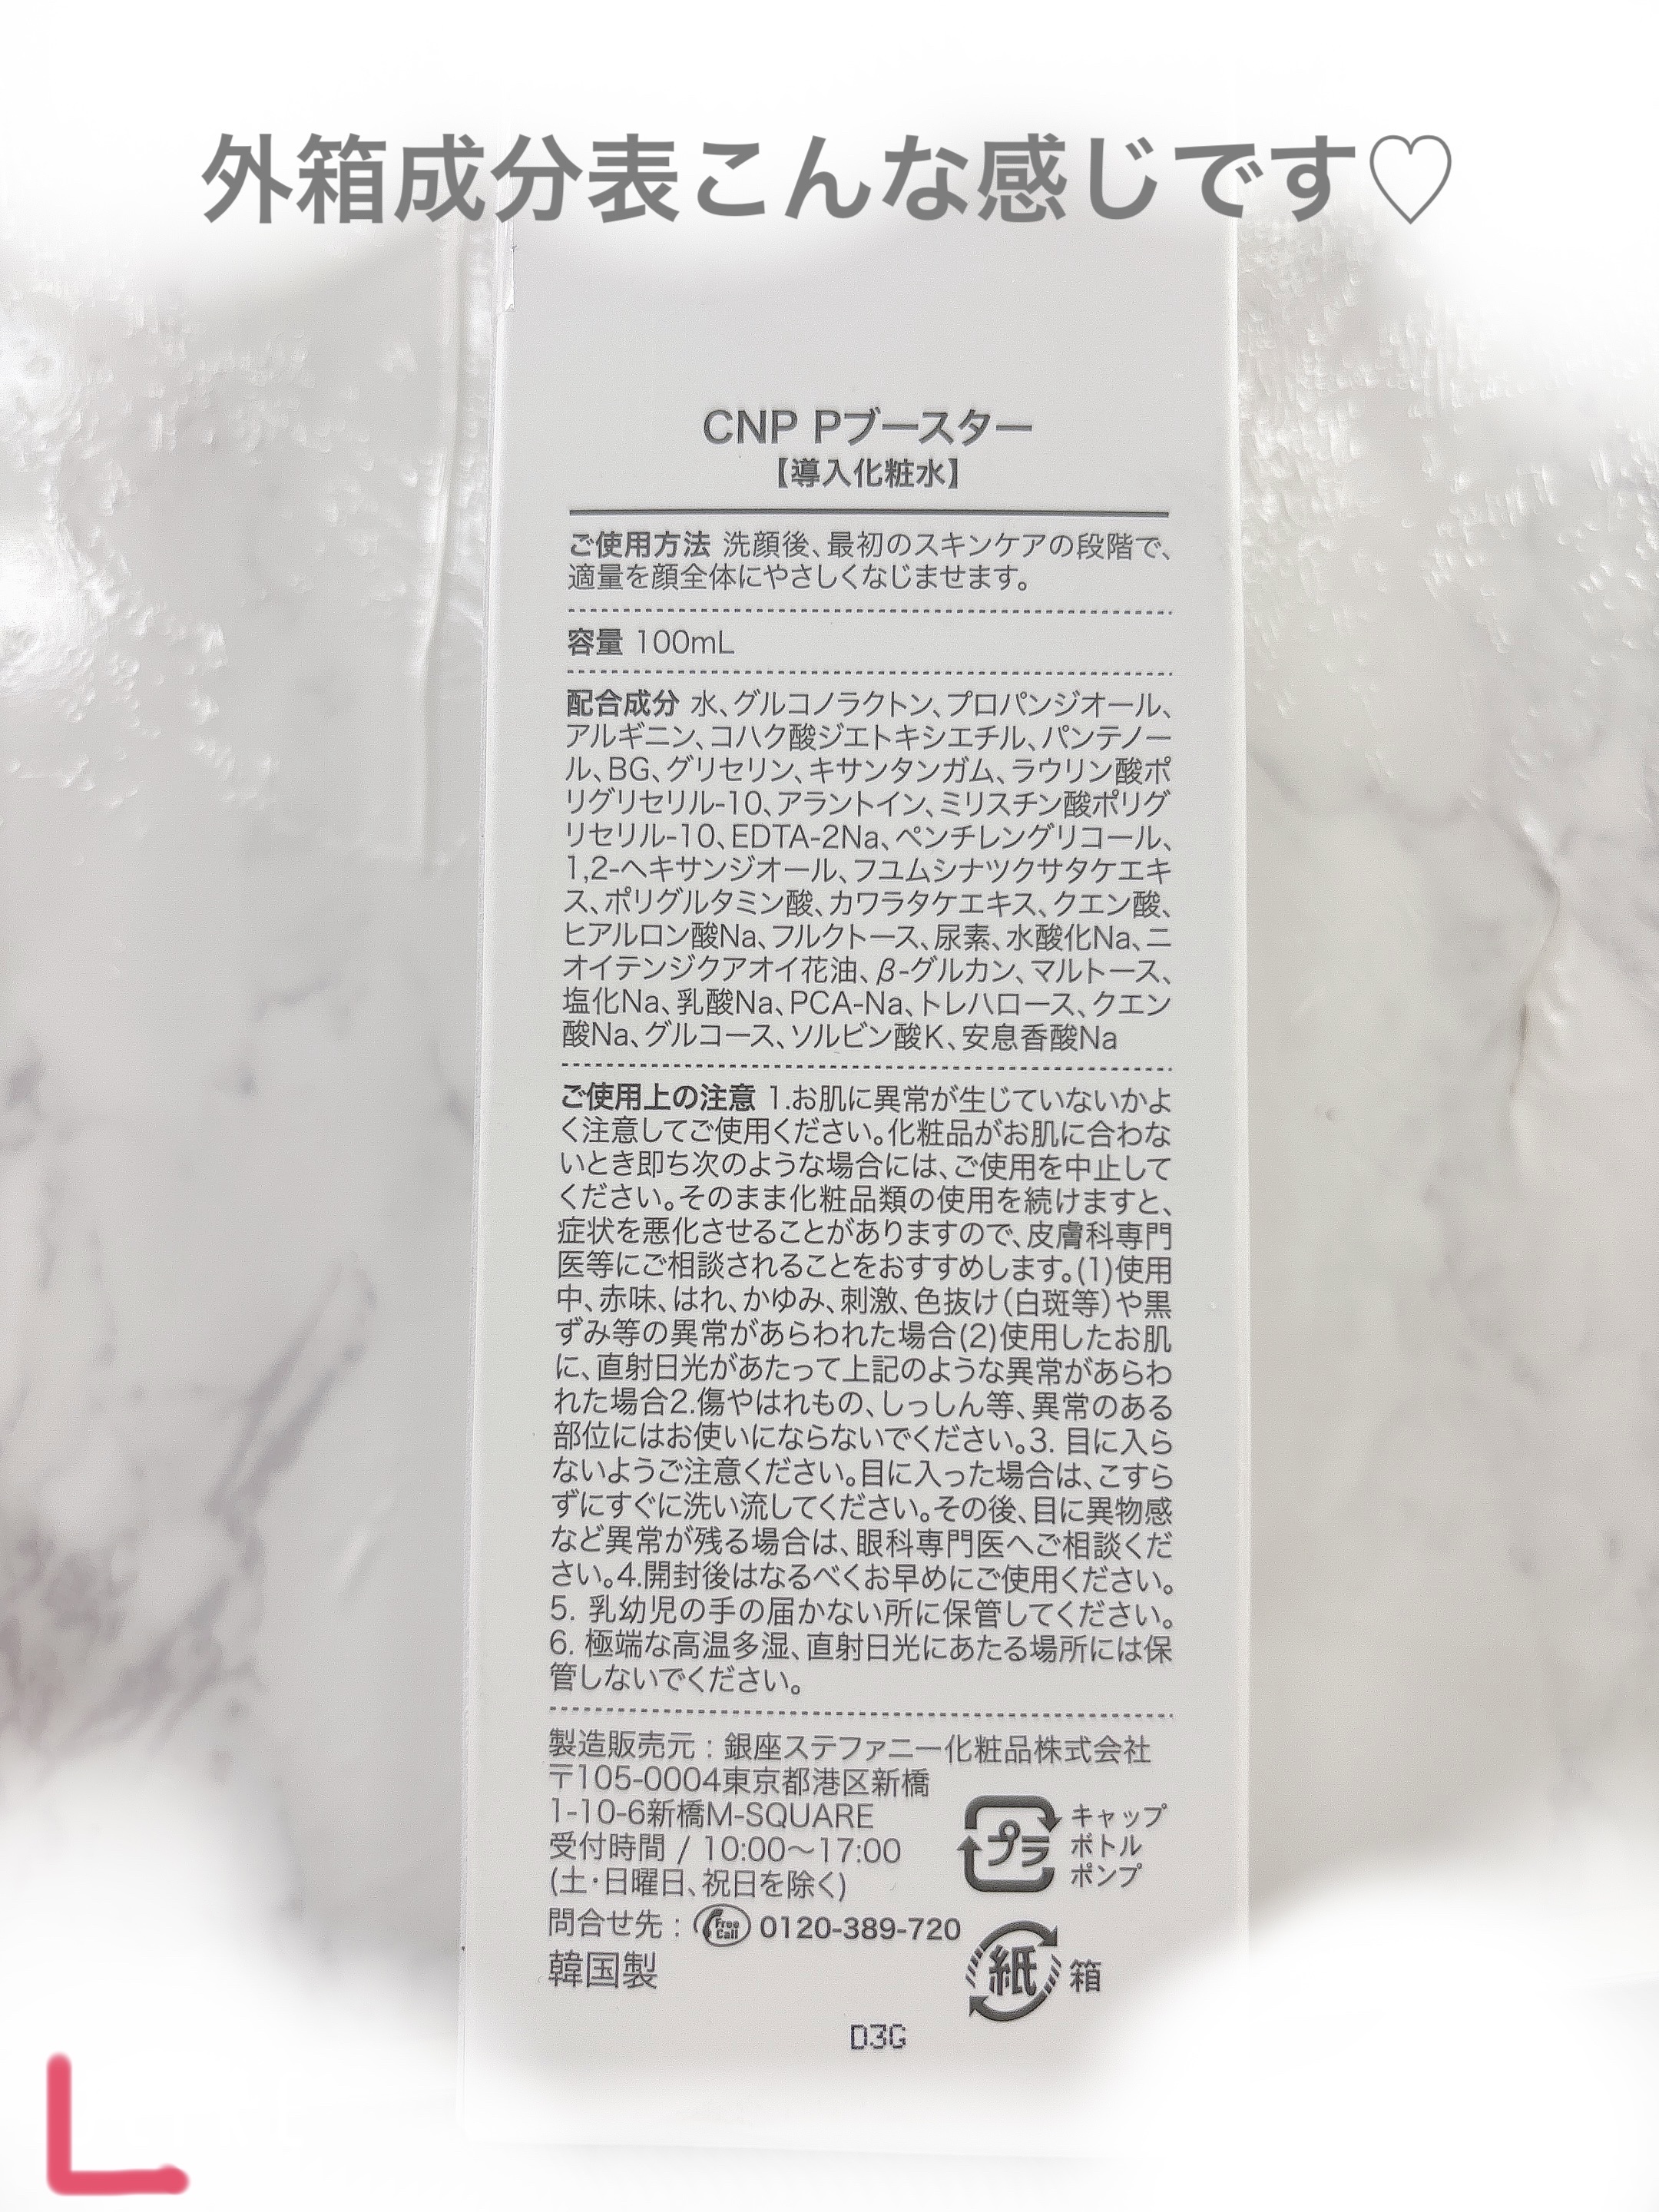 外箱成分表こんな感じです♡
CNP Pブースター
【導入化粧水】
ご使用方法 洗顔後、最初のスキンケアの段階で、
適量を顔全体にやさしくなじませます。
容量 100mL
配合成分 水、グルコノラクトン、プロパンジオール、
アルギニン、コハク酸ジエトキシエチル、パンテノー
ル、BG、グリセリン、キサンタンガム、ラウリン酸ポ
リグリセリル-10、アラントイン、ミリスチン酸ポリグ
リセリル-10、EDTA-2Na、ペンチレングリコール、
1,2-ヘキサンジオール、フユムシナツクサタケエキ
ス、ポリグルタミン酸、カワラタケエキス、クエン酸、
ヒアルロン酸Na、フルクトース、尿素、水酸化Na、ニ
オイテンジクアオイ花油、β-グルカン、マルトース、
塩化Na、乳酸Na、PCA-Na、トレハロース、クエン
酸Na、グルコース、ソルビン酸K、安息香酸Na
ご使用上の注意 1.お肌に異常が生じていないかよ
く注意してご使用ください。化粧品がお肌に合わな
いとき即ち次のような場合には、ご使用を中止して
ください。そのまま化粧品類の使用を続けますと、
症状を悪化させることがありますので、皮膚科専門
医等にご相談されることをおすすめします。(1)使用
中、赤味、はれ、かゆみ、刺激、色抜け(白斑等)や黒
ずみ等の異常があらわれた場合(2)使用したお肌
に、直射日光があたって上記のような異常があらわ
れた場合2.傷やはれもの、しっしん等、異常のある
部位にはお使いにならないでください。3. 目に入ら
ないようご注意ください。目に入った場合は、こすら
ずにすぐに洗い流してください。その後、目に異物感
など異常が残る場合は、眼科専門医へご相談くだ
さい。4.開封後はなるべくお早めにご使用ください。
5. 乳幼児の手の届かない所に保管してください。
6. 極端な高温多湿、直射日光にあたる場所には保
管しないでください。
製造販売元 : 銀座ステファニー化粧品株式会社
〒105-0004東京都港区新橋
1-10-6新橋M-SQUARE
受付時間 / 10:00〜17:00
(土・日曜日、祝日を除く)
問合せ先 : Free Call 0120-389-720
韓国製
プラ
キャップ
ボトル
ポンプ
紙 箱
D3G